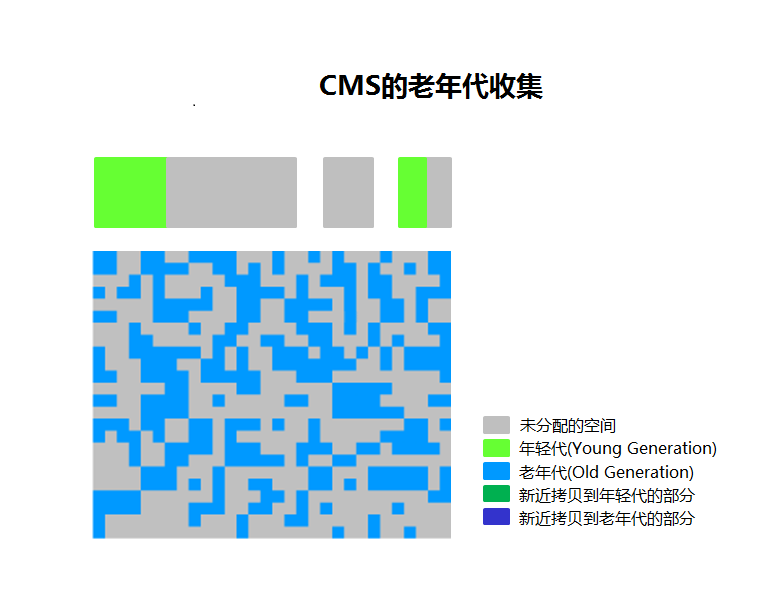 CMS的老年代收集
未分配的空间
年轻代(Young Generation)
老年代(Old Generation)
新近拷贝到年轻代的部分
新近拷贝到老年代的部分